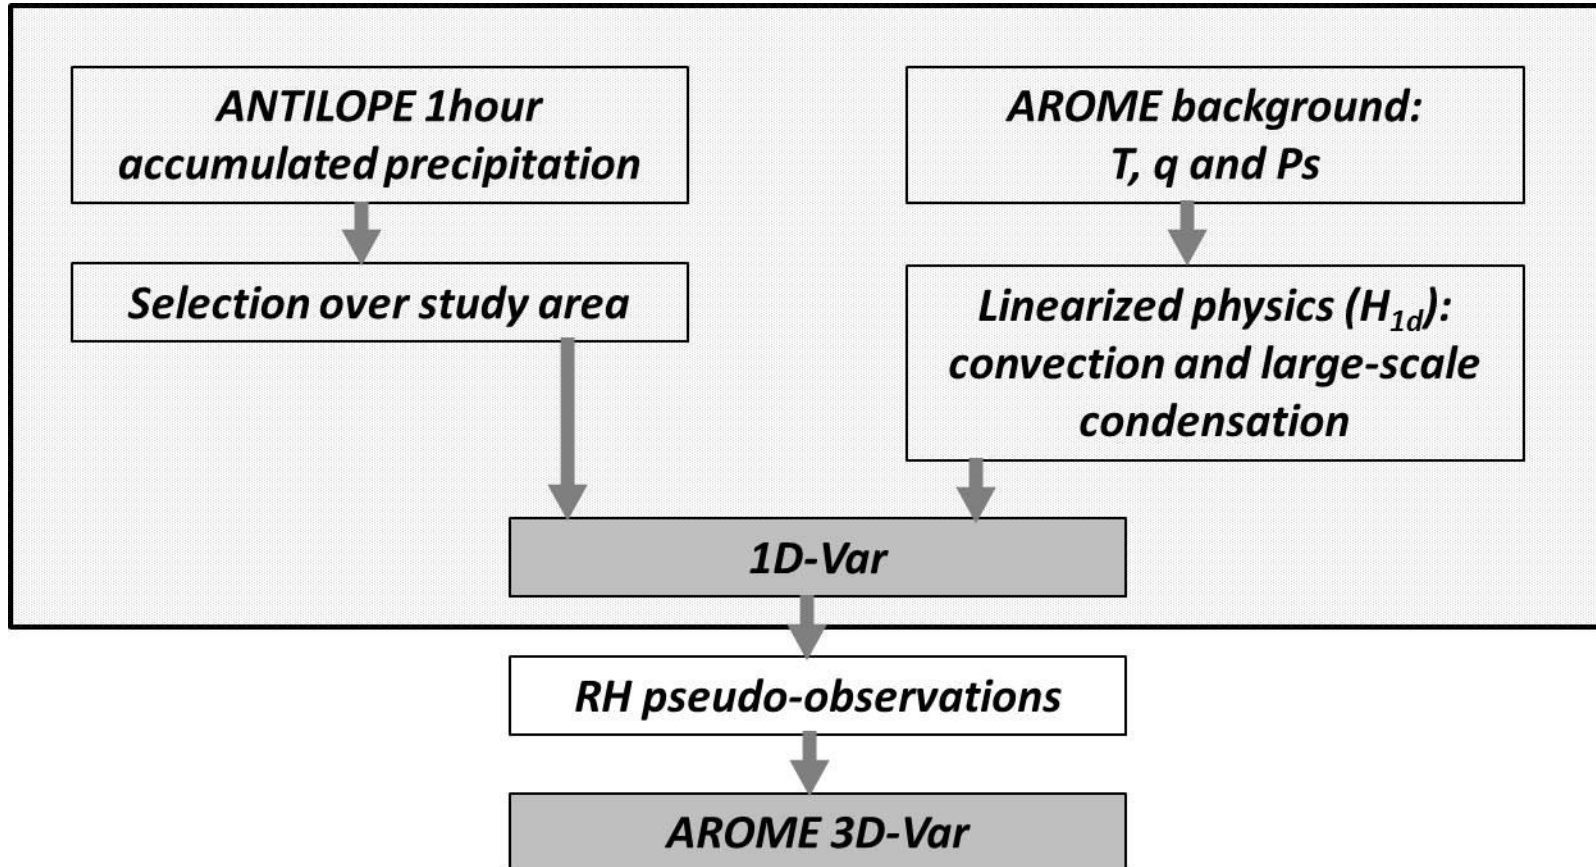 ANTILOPE 1hour
accumulated precipitation
AROME background:
T, q and Ps
Selection over study area
Linearized physics (H1d):
convection and large-scale
condensation
1D-Var
RH pseudo-observations
AROME 3D-Var